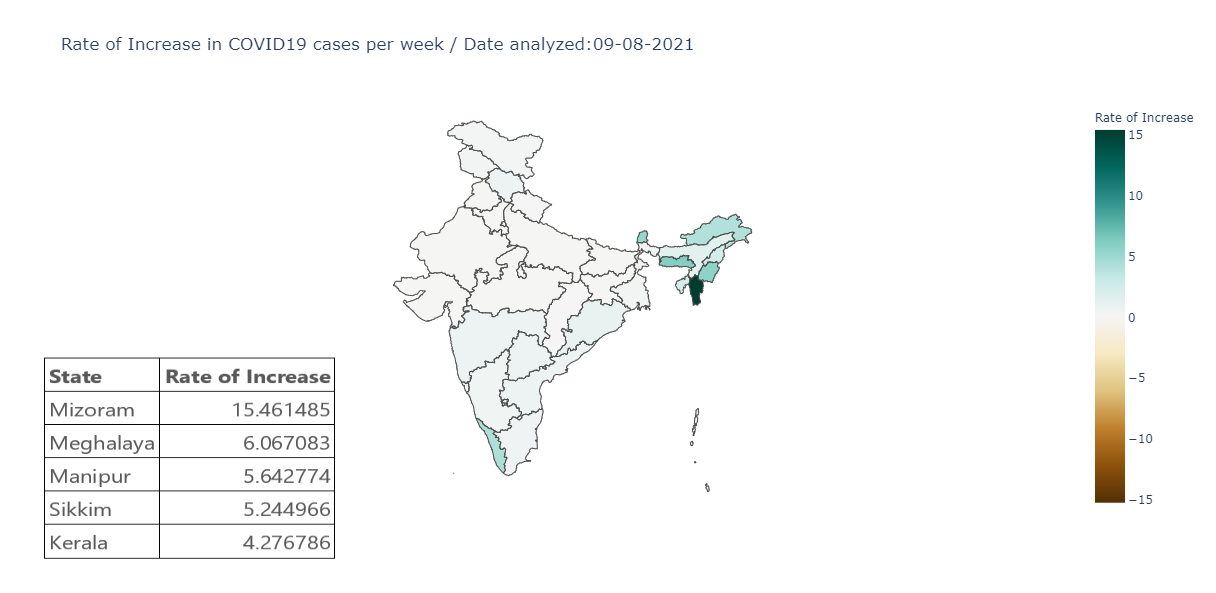 Rate of Increase in COVID19 cases per week / Date analyzed:09-08-2021
Rate of Increase
15
10
5
0
−5
−10
−15
State Rate of Increase
Mizoram 15.461485
Meghalaya 6.067083
Manipur 5.642774
Sikkim 5.244966
Kerala 4.276786